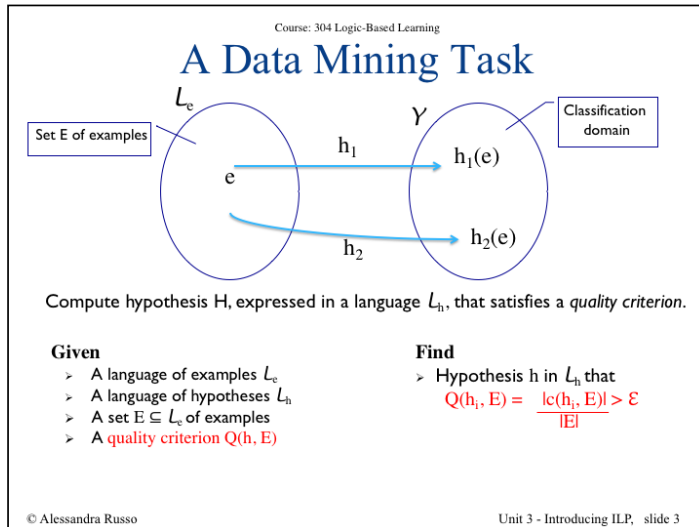 Course: 304 Logic-Based Learning
A Data Mining Task
Lₑ
Set E of examples
γ
Classification
domain
h₁
e
h₁(e)
h₂
h₂(e)
Compute hypothesis H, expressed in a language Lₕ, that satisfies a quality criterion.
Given
➢ A language of examples Lₑ
➢ A language of hypotheses Lₕ
➢ A set E ⊆ Lₑ of examples
➢ A quality criterion Q(h, E)
Find
➢ Hypothesis h in Lₕ that
Q(hᵢ, E) = |c(hᵢ, E)| > ε
|E|
© Alessandra Russo
Unit 3 - Introducing ILP, slide 3